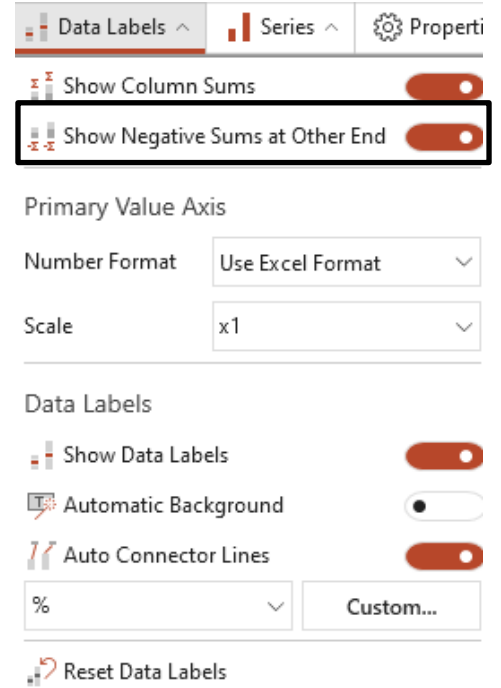 Data Labels Series Properti
Show Column Sums
Show Negative Sums at Other End
Primary Value Axis
Number Format Use Excel Format
Scale x1
Data Labels
Show Data Labels
Automatic Background
Auto Connector Lines
% Custom...
Reset Data Labels